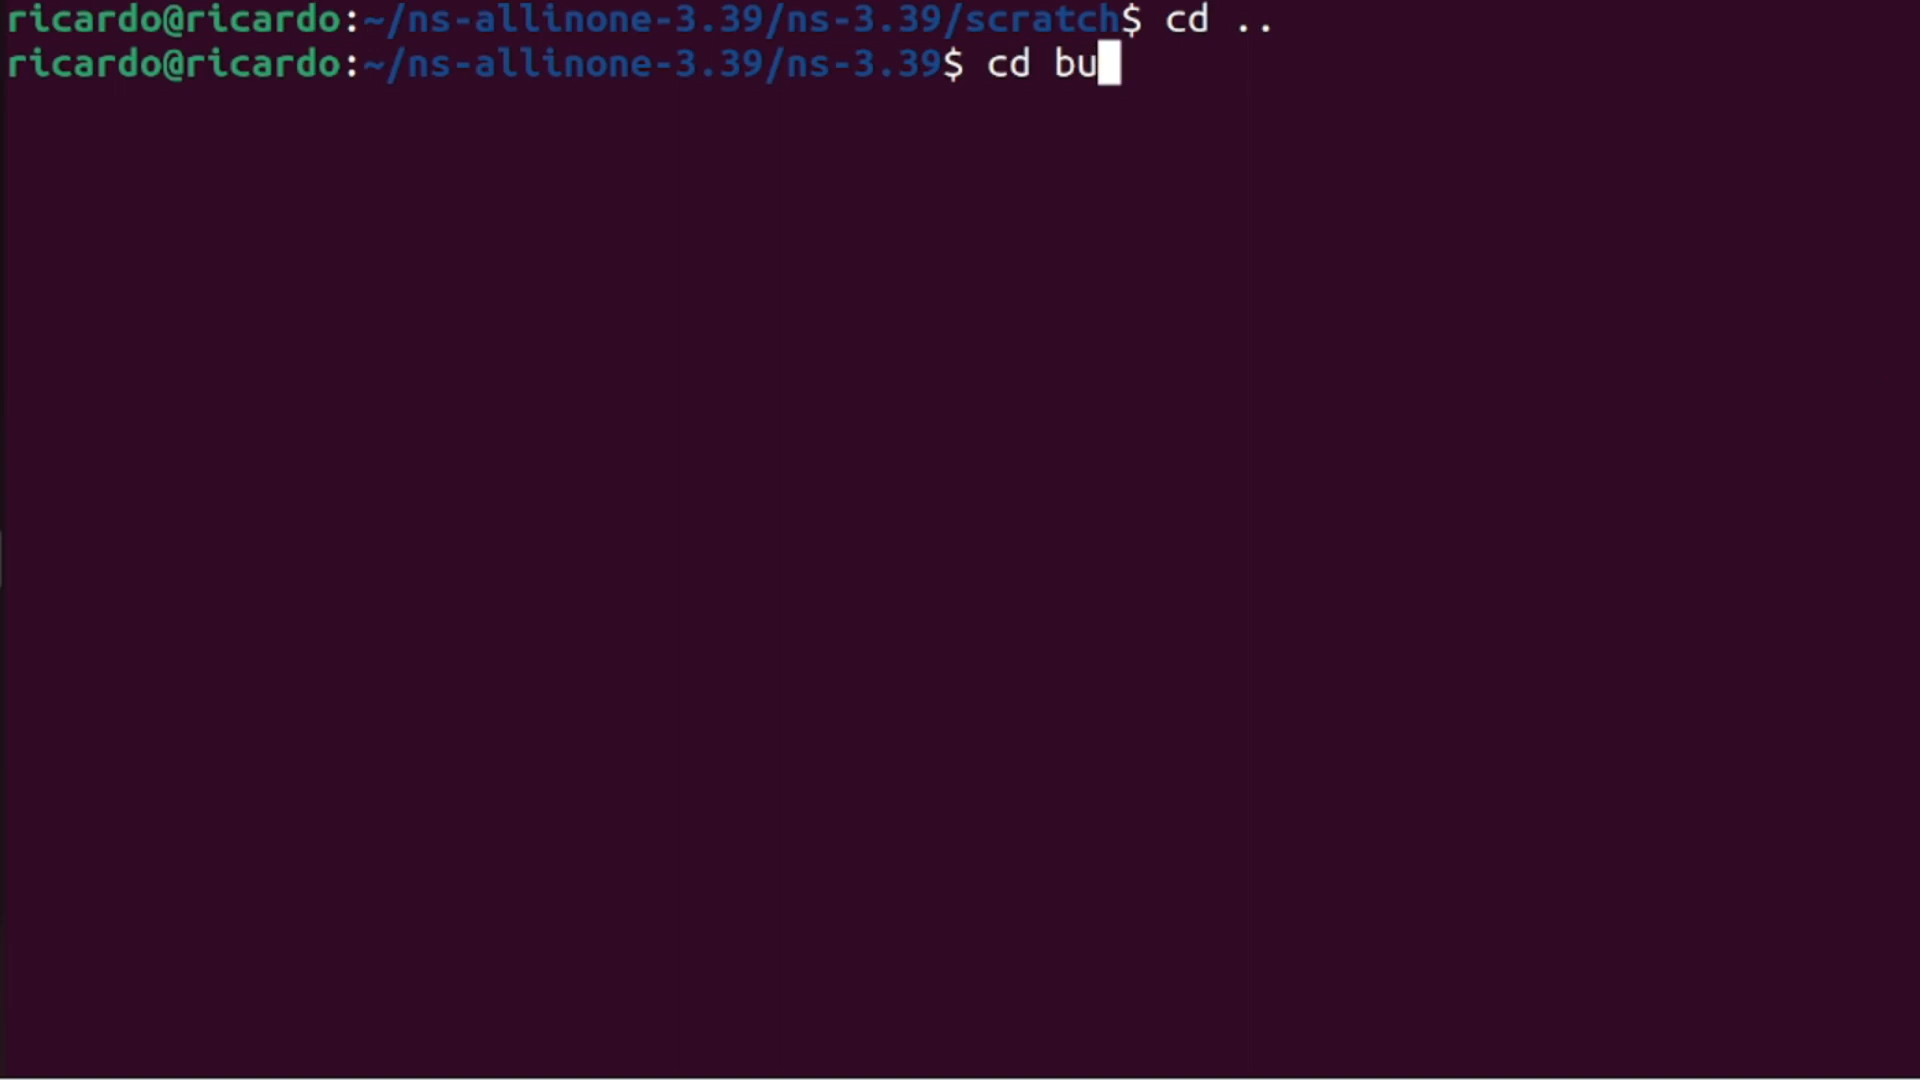 ricardo@ricardo:~/ns-allinone-3.39/ns-3.39/scratch$ cd ..
ricardo@ricardo:~/ns-allinone-3.39/ns-3.39$ cd bu